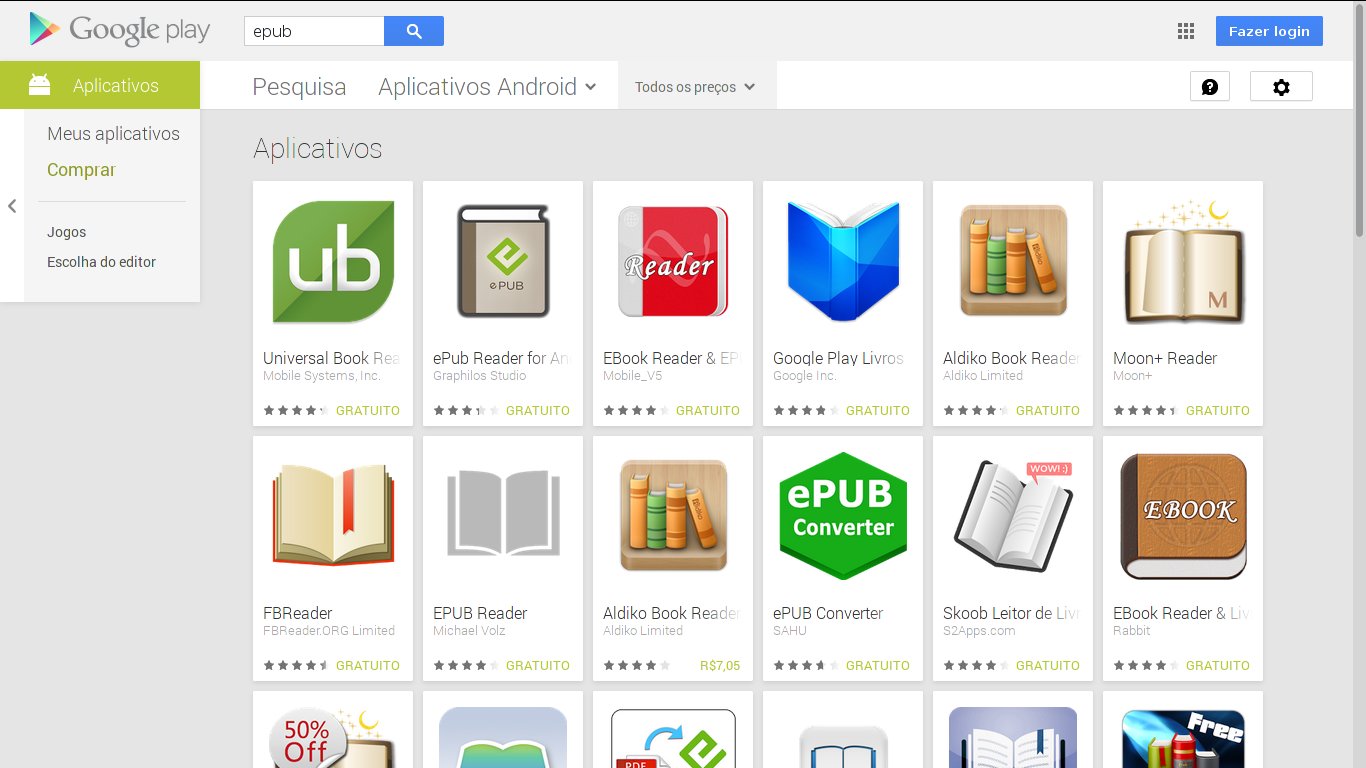 Google play
epub
Fazer login
Aplicativos
Pesquisa
Aplicativos Android
Todos os preços
Meus aplicativos
Comprar
Jogos
Escolha do editor
Aplicativos
ub
ePUB
Reader
M
Universal Book Rea
Mobile Systems, Inc.
GRATUITO
ePub Reader for An
Graphilos Studio
GRATUITO
EBook Reader & EP
Mobile_V5
GRATUITO
Google Play Livros
Google Inc.
GRATUITO
Aldiko Book Reader
Aldiko Limited
GRATUITO
Moon+ Reader
Moon+
GRATUITO
ePUB
Converter
WOW! :)
EBOOK
FBReader
FBReader.ORG Limited
GRATUITO
EPUB Reader
Michael Volz
GRATUITO
Aldiko Book Reader
Aldiko Limited
R$7,05
ePUB Converter
SAHU
GRATUITO
Skoob Leitor de Liv
S2Apps.com
GRATUITO
EBook Reader & Liv
Rabbit
GRATUITO
50%
Off
PDF
Free